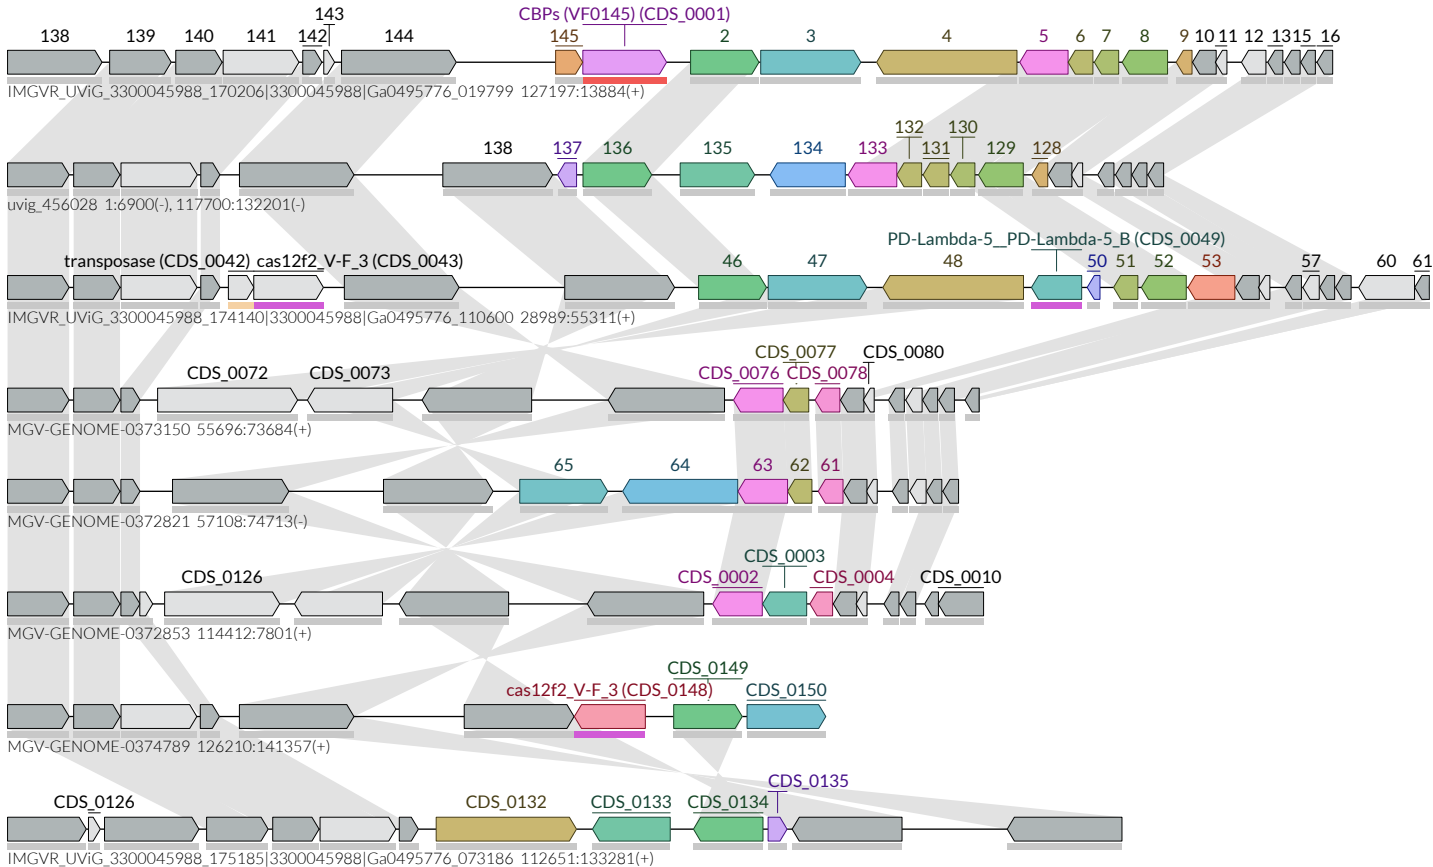 143
CBPs (VF0145) (CDS_0001)
138 139 140 141 142 144 145 2 3 4 5 6 7 8 9 10 11 12 13 15 16
IMGVR_UViG_3300045988_170206|3300045988|Ga0495776_019799 127197:13884(+)
132 130
138 137 136 135 134 133 131 129 128
uvig_456028 1:6900(-), 117700:132201(-)
PD-Lambda-5__PD-Lambda-5_B (CDS_0049)
transposase (CDS_0042) cas12f2_V-F_3 (CDS_0043) 46 47 48 50 51 52 53 57 60 61
IMGVR_UViG_3300045988_174140|3300045988|Ga0495776_110600 28989:55311(+)
CDS_0077 CDS_0080
CDS_0072 CDS_0073 CDS_0076 CDS_0078
MGV-GENOME-0373150 55696:73684(+)
65 64 63 62 61
MGV-GENOME-0372821 57108:74713(-)
CDS_0003
CDS_0126 CDS_0002 CDS_0004 CDS_0010
MGV-GENOME-0372853 114412:7801(+)
CDS_0149
cas12f2_V-F_3 (CDS_0148) CDS_0150
MGV-GENOME-0374789 126210:141357(+)
CDS_0135
CDS_0126 CDS_0132 CDS_0133 CDS_0134
IMGVR_UViG_3300045988_175185|3300045988|Ga0495776_073186 112651:133281(+)